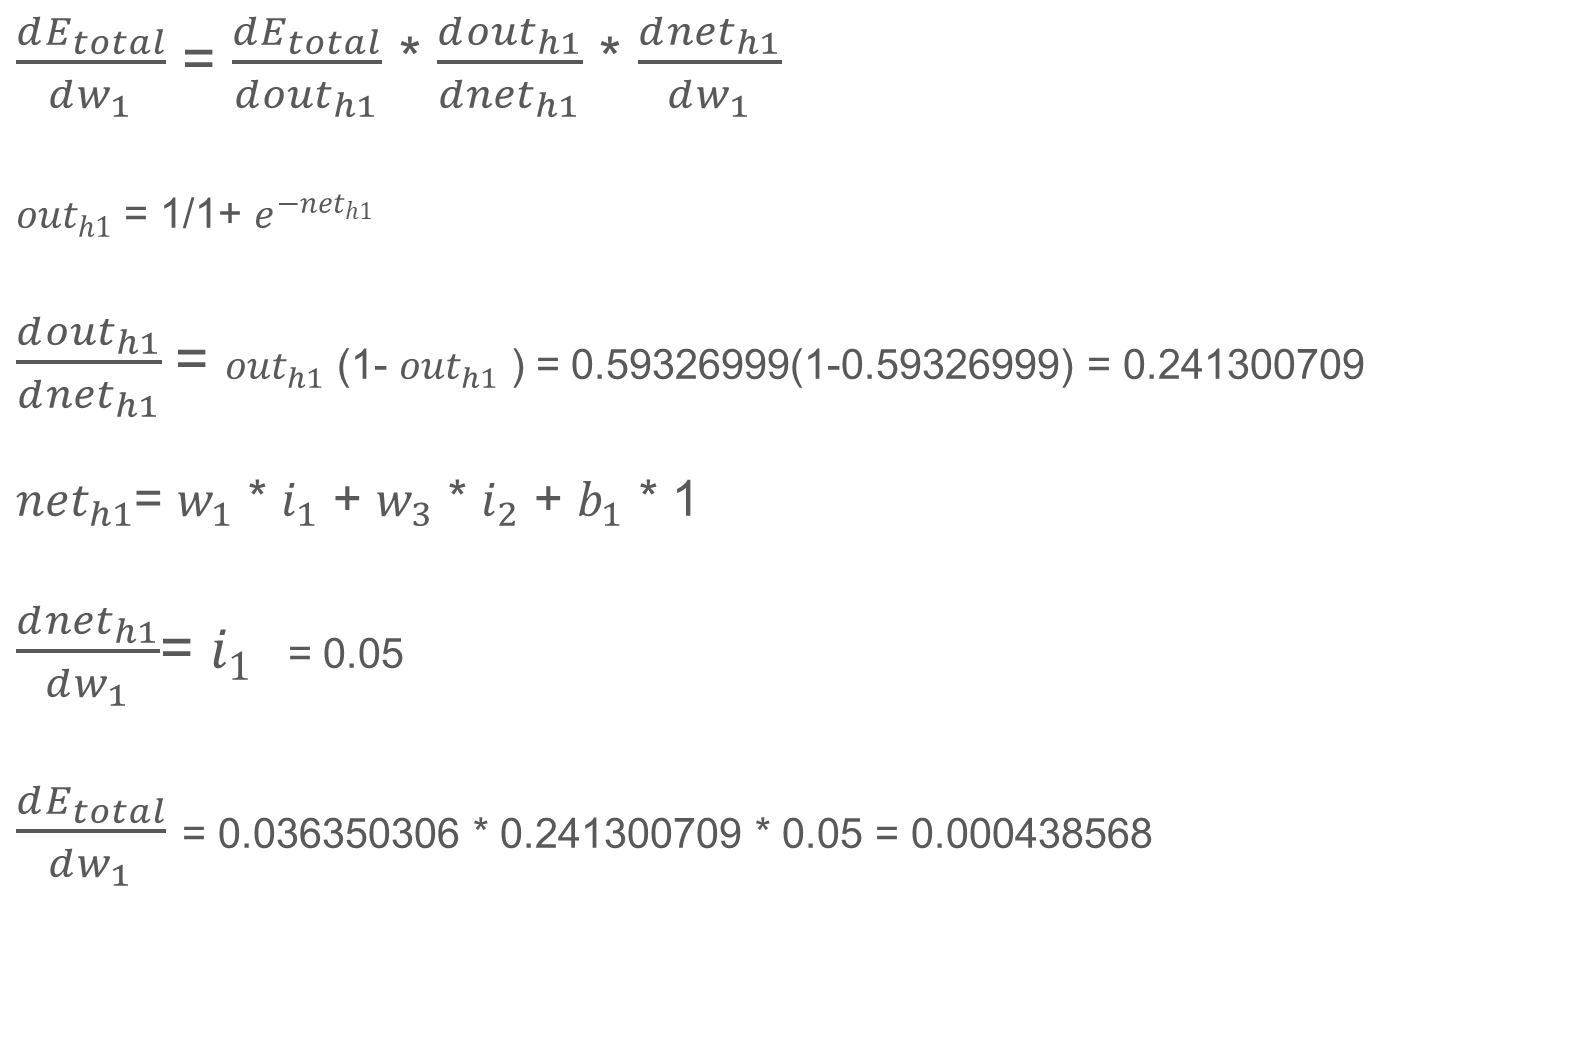 dE_total/dw_1 = dE_total/dout_h1 * dout_h1/dnet_h1 * dnet_h1/dw_1
out_h1 = 1/1+ e^(−net_h1)
dout_h1/dnet_h1 = out_h1 (1- out_h1 ) = 0.59326999(1-0.59326999) = 0.241300709
net_h1= w_1 * i_1 + w_3 * i_2 + b_1 * 1
dnet_h1/dw_1= i_1 = 0.05
dE_total/dw_1 = 0.036350306 * 0.241300709 * 0.05 = 0.000438568